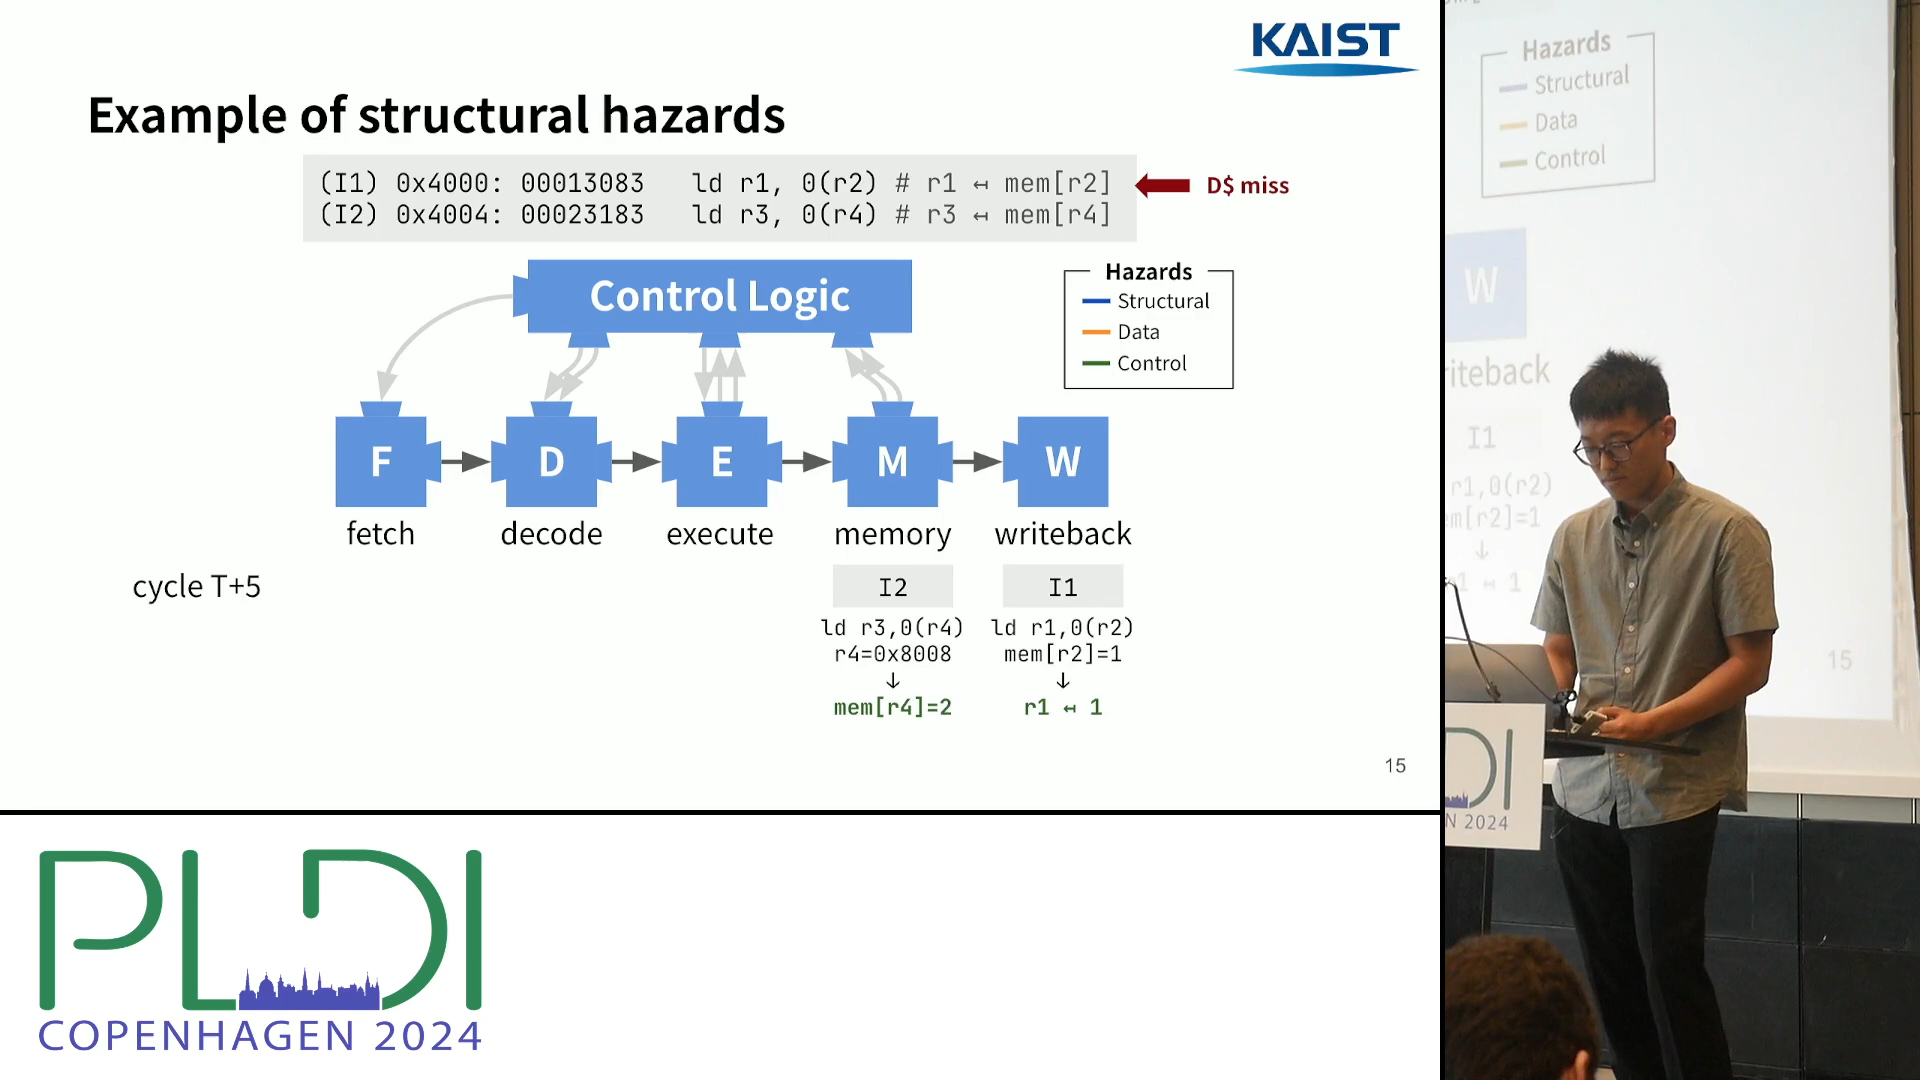 KAIST
Example of structural hazards
(I1) 0x4000: 00013083 ld r1, 0(r2) # r1 ↤ mem[r2]
(I2) 0x4004: 00023183 ld r3, 0(r4) # r3 ↤ mem[r4]
D$ miss
Control Logic
Hazards
Structural
Data
Control
F D E M W
fetch decode execute memory writeback
cycle T+5
I2 I1
ld r3,0(r4) ld r1,0(r2)
r4=0x8008 mem[r2]=1
↓ ↓
mem[r4]=2 r1 ↤ 1
15
PLDI
COPENHAGEN 2024
Hazards
Structural
Data
Control
W
iteback
I1
r1,0(r2)
m[r2]=1
↓
1 ↤ 1
15
DI
N 2024